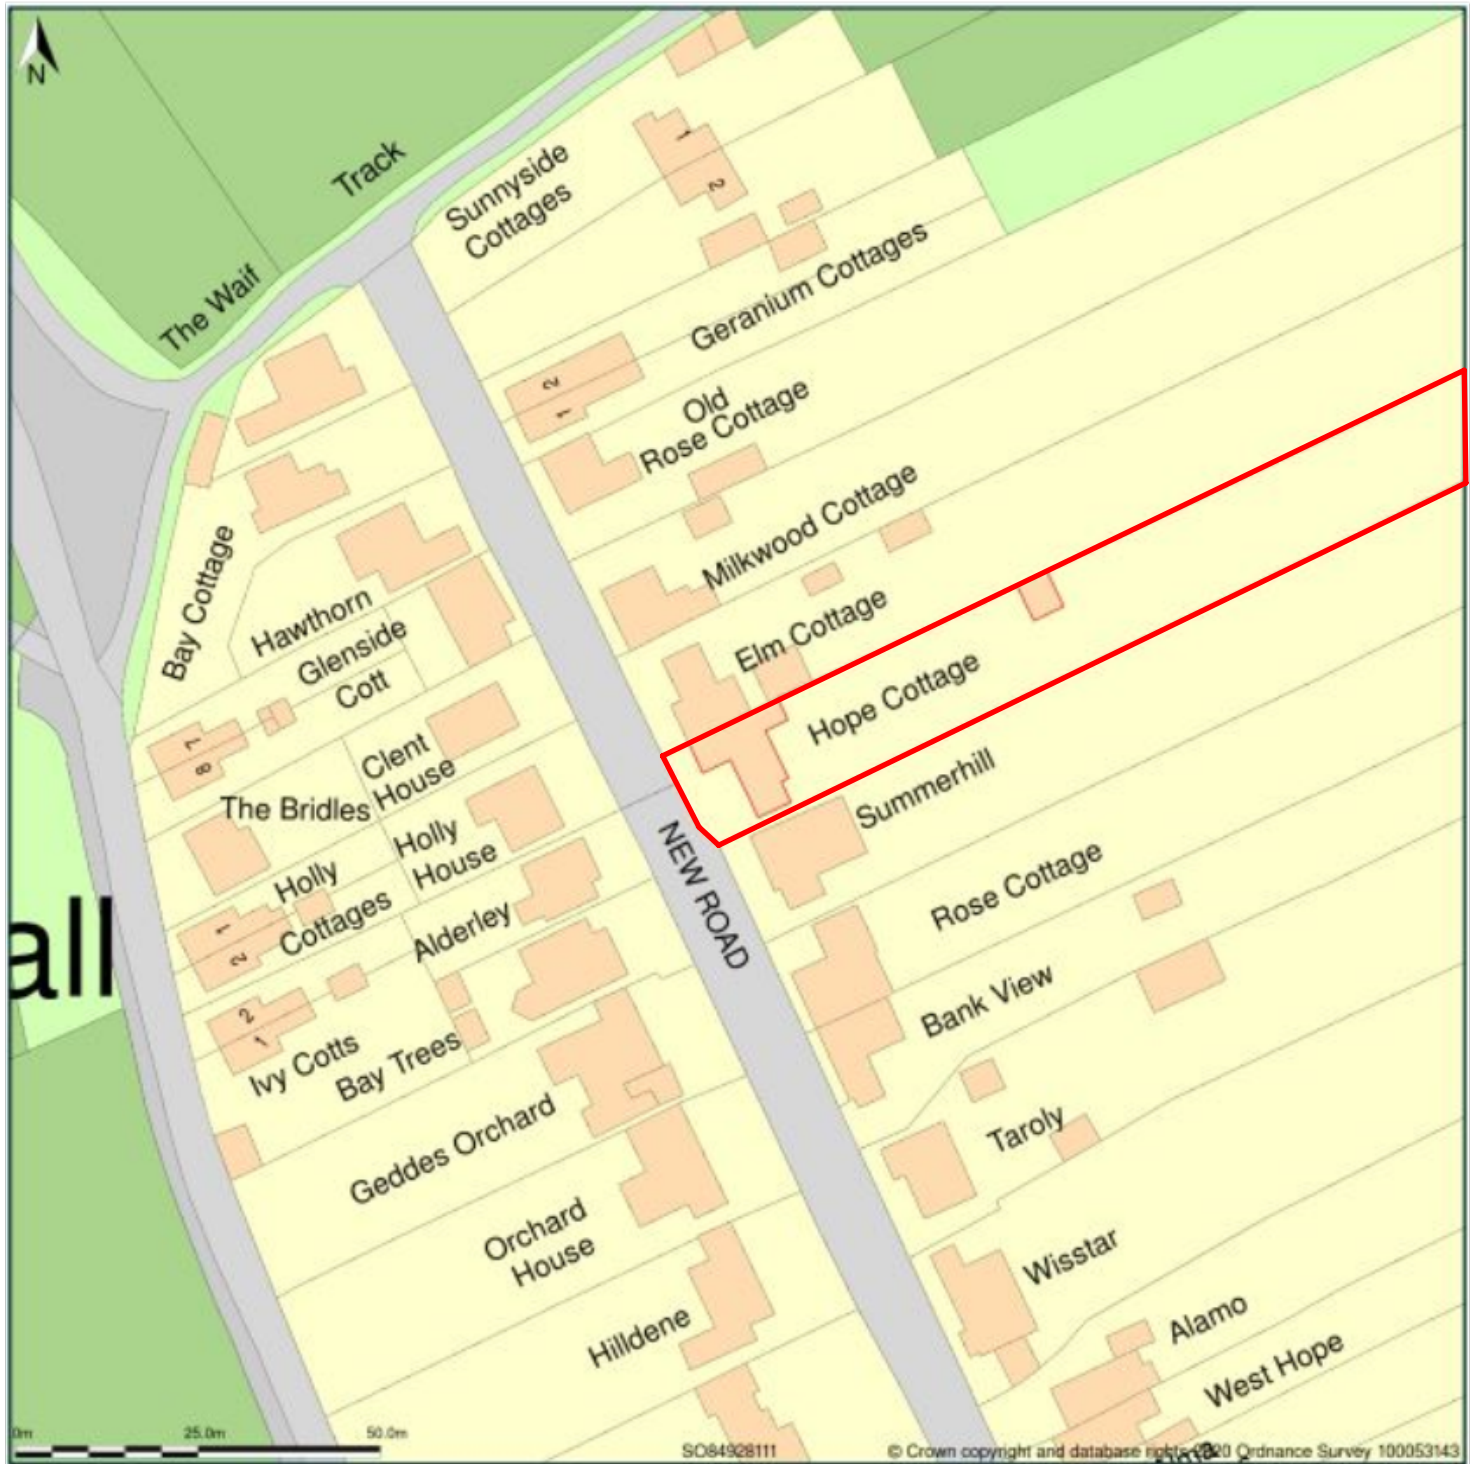 N
Track
The Waif
Sunnyside
Cottages
1
2
Geranium Cottages
2
1
Old
Rose Cottage
Milkwood Cottage
Bay Cottage
Hawthorn
Glenside
Cott
Elm Cottage
Hope Cottage
7
8
Clent
House
The Bridles
Summerhill
Holly
House
NEW ROAD
Holly
Cottages
1
2
Alderley
Rose Cottage
all
Bank View
2
1
Ivy Cotts
Bay Trees
Geddes Orchard
Taroly
Orchard
House
Wisstar
Hilldene
Alamo
West Hope
0m
25.0m
50.0m
SO84928111
© Crown copyright and database rights 2020 Ordnance Survey 100053143